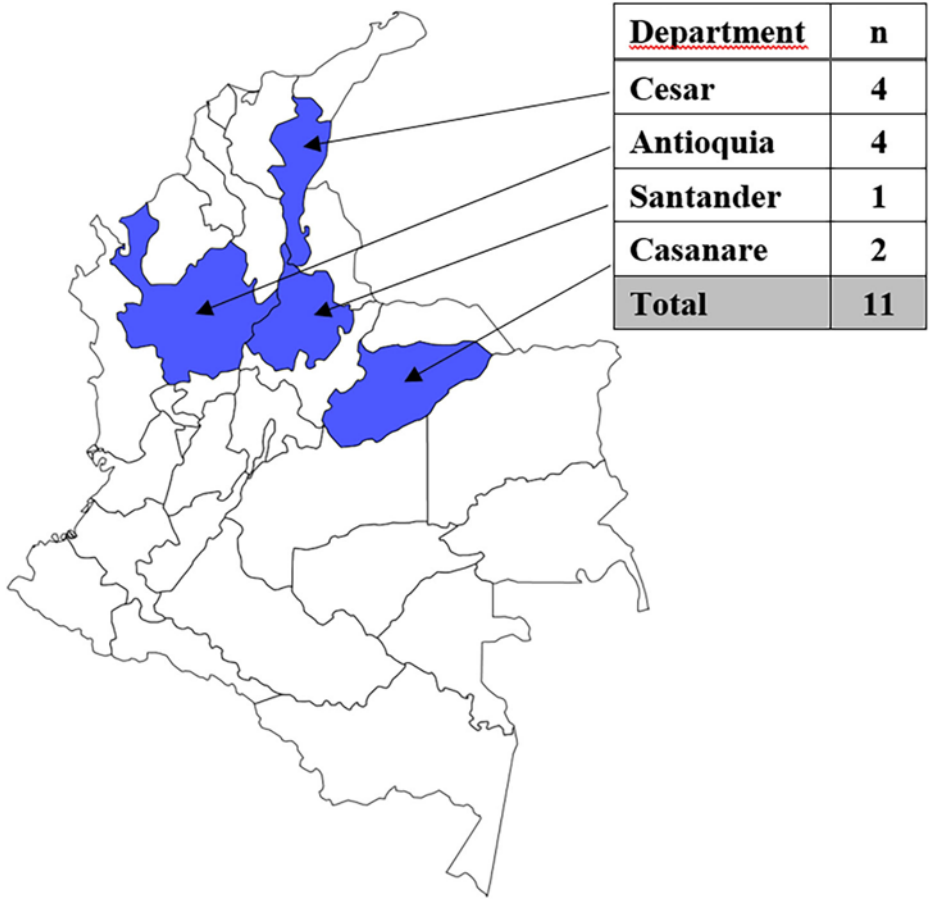 Department n
Cesar 4
Antioquia 4
Santander 1
Casanare 2
Total 11